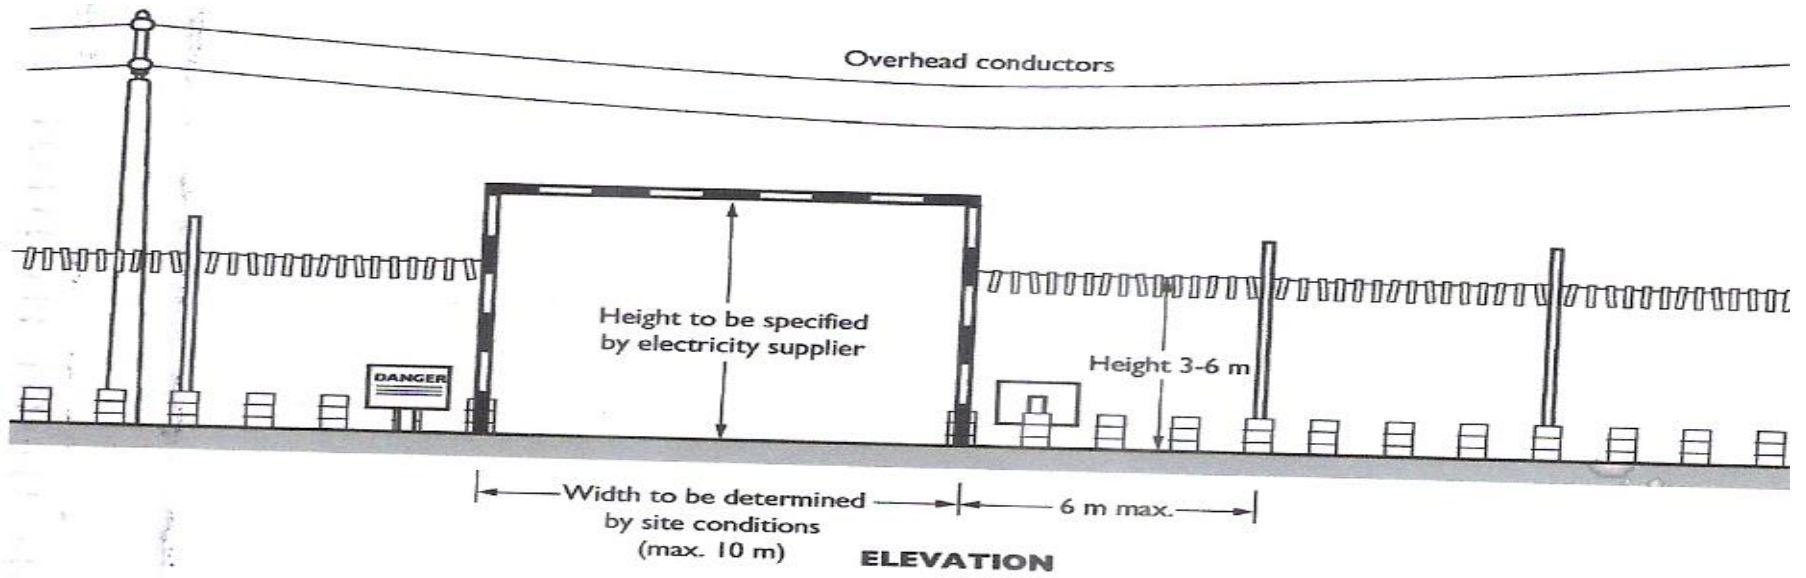 Overhead conductors
Height to be specified
by electricity supplier
Height 3-6 m
DANGER
Width to be determined
by site conditions
(max. 10 m)
6 m max.
ELEVATION